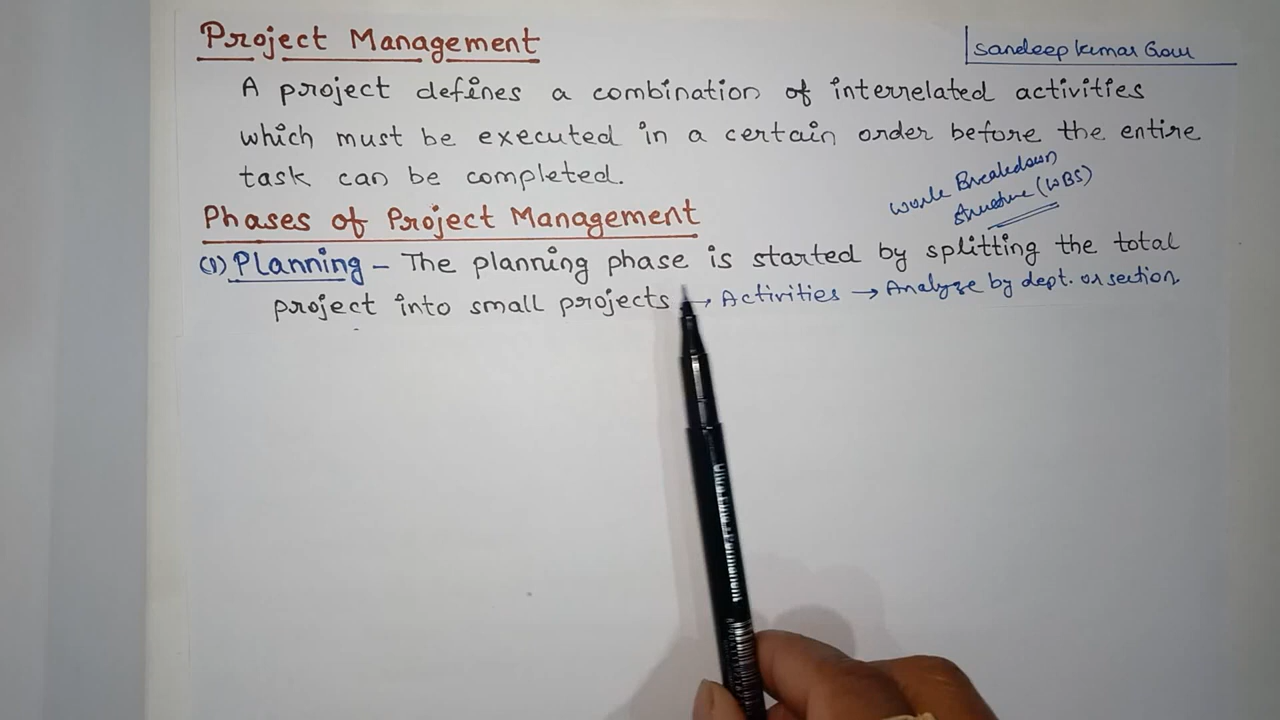 Project Management
Sandeep Kumar Gour
A project defines a combination of interrelated activities
which must be executed in a certain order before the entire
task can be completed.
Work Breakdown
Structure (WBS)
Phases of Project Management
(1) Planning – The planning phase is started by splitting the total
project into small projects → Activities → Analyze by dept. or section